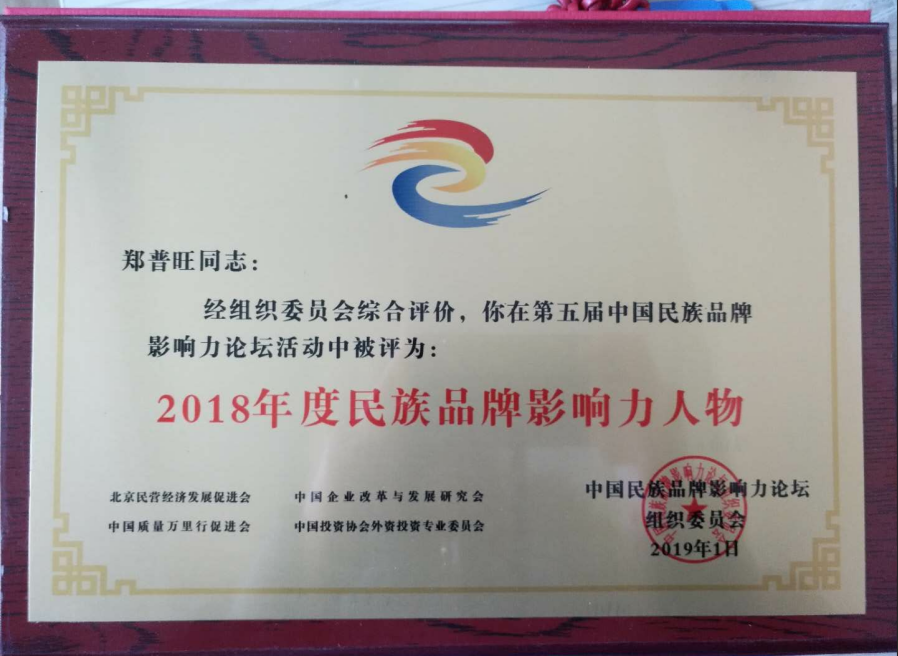 郑普旺同志：
经组织委员会综合评价，你在第五届中国民族品牌
影响力论坛活动中被评为：
2018年度民族品牌影响力人物
北京民营经济发展促进会
中国企业改革与发展研究会
中国质量万里行促进会
中国投资协会外资投资专业委员会
中国民族品牌影响力论坛
组织委员会
2019年1日